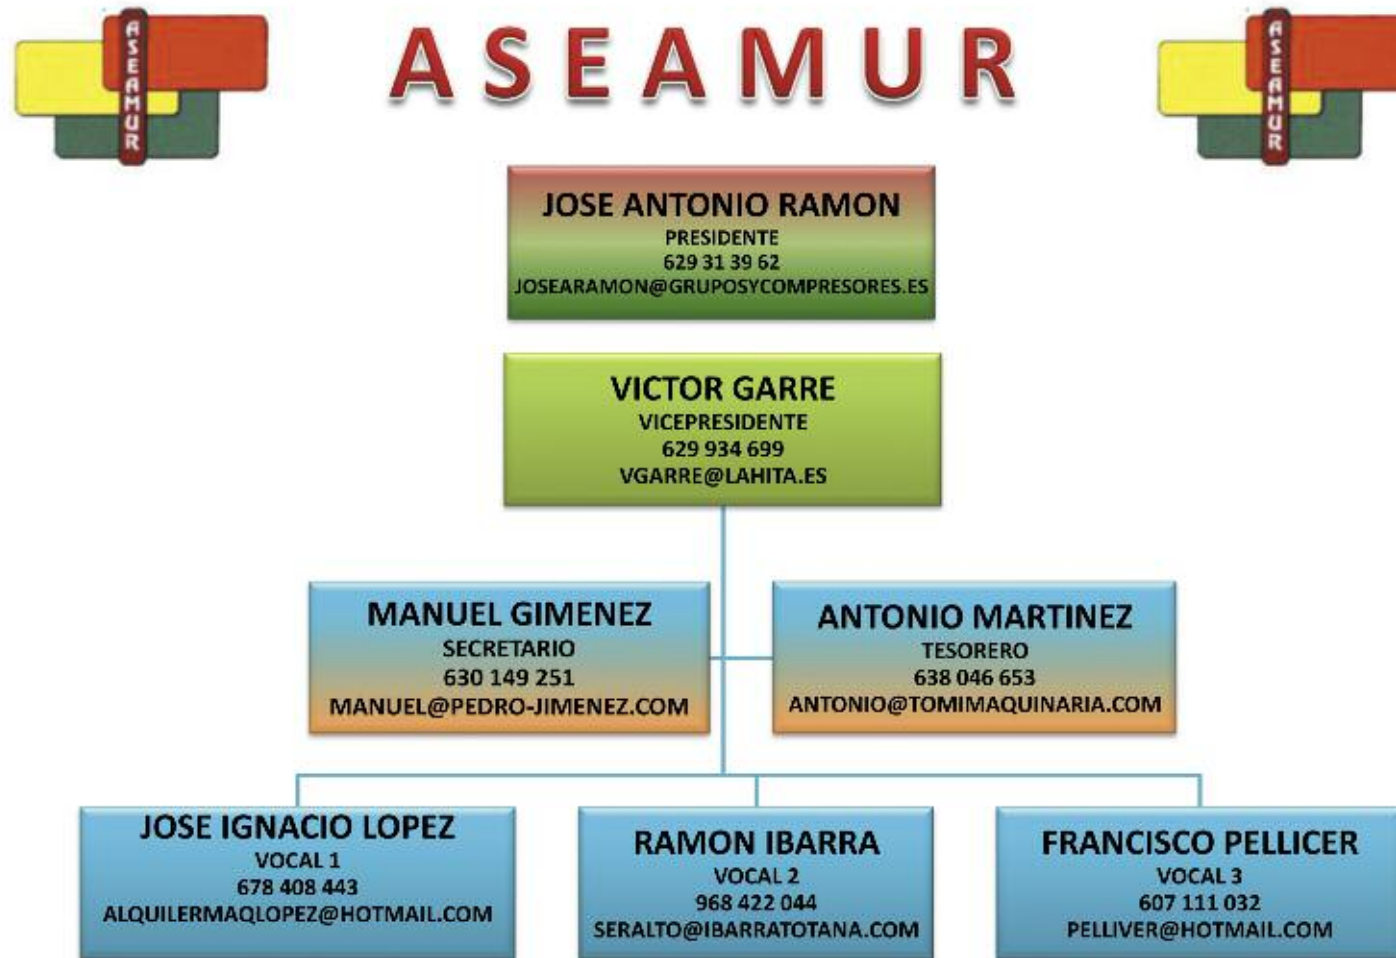 ASEAMUR
A S E A M U R
ASEAMUR
JOSE ANTONIO RAMON
PRESIDENTE
629 31 39 62
JOSEARAMON@GRUPOSYCOMPRESORES.ES
VICTOR GARRE
VICEPRESIDENTE
629 934 699
VGARRE@LAHITA.ES
MANUEL GIMENEZ
SECRETARIO
630 149 251
MANUEL@PEDRO-JIMENEZ.COM
ANTONIO MARTINEZ
TESORERO
638 046 653
ANTONIO@TOMIMAQUINARIA.COM
JOSE IGNACIO LOPEZ
VOCAL 1
678 408 443
ALQUILERMAQLOPEZ@HOTMAIL.COM
RAMON IBARRA
VOCAL 2
968 422 044
SERALTO@IBARRATOTANA.COM
FRANCISCO PELLICER
VOCAL 3
607 111 032
PELLIVER@HOTMAIL.COM